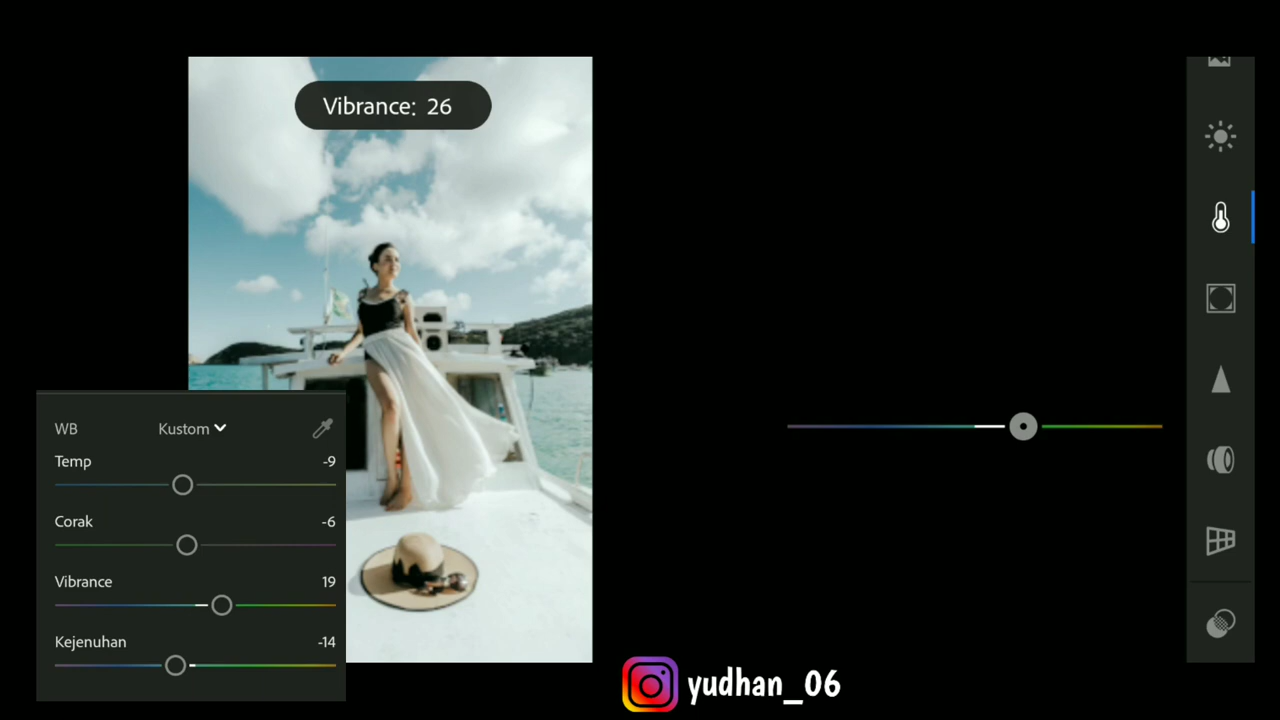 Vibrance: 26
WB Kustom
Temp -9
Corak -6
Vibrance 19
Kejenuhan -14
yudhan_06